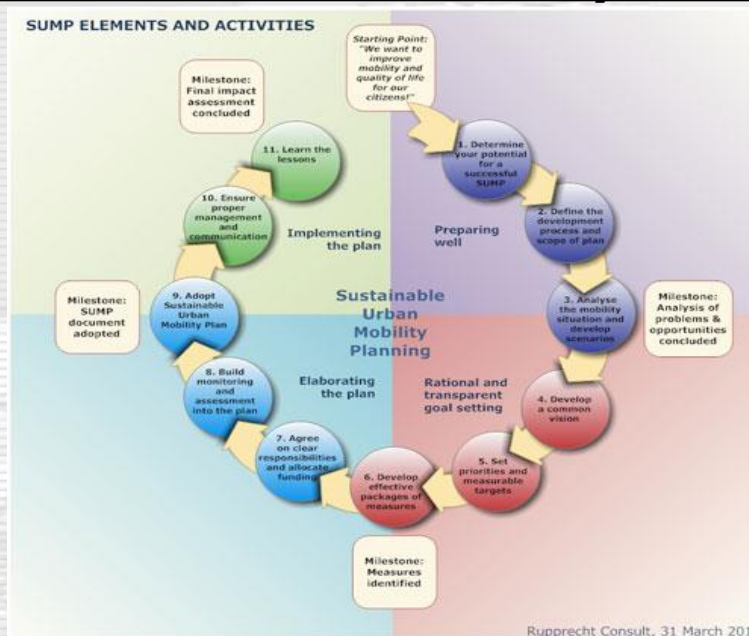 SUMP ELEMENTS AND ACTIVITIES
Starting Point:
"We want to
improve
mobility and
quality of life
for our
citizens!"
Milestone:
Final impact
assessment
concluded
1. Determine
your potential
for a
successful
SUMP
2. Define the
development
process and
scope of plan
3. Analyse
the mobility
situation and
develop
scenarios
Milestone:
Analysis of
problems &
opportunities
concluded
4. Develop
a common
vision
5. Set
priorities and
measurable
targets
6. Develop
effective
packages of
measures
Milestone:
Measures
identified
7. Agree
on clear
responsibilities
and allocate
funding
8. Build
monitoring
and
assessment
into the plan
9. Adopt
Sustainable
Urban
Mobility Plan
Milestone:
SUMP
document
adopted
10. Ensure
proper
management
and
communication
11. Learn the
lessons
Implementing
the plan
Preparing
well
Sustainable
Urban
Mobility
Planning
Elaborating
the plan
Rational and
transparent
goal setting
Rupprecht Consult, 31 March